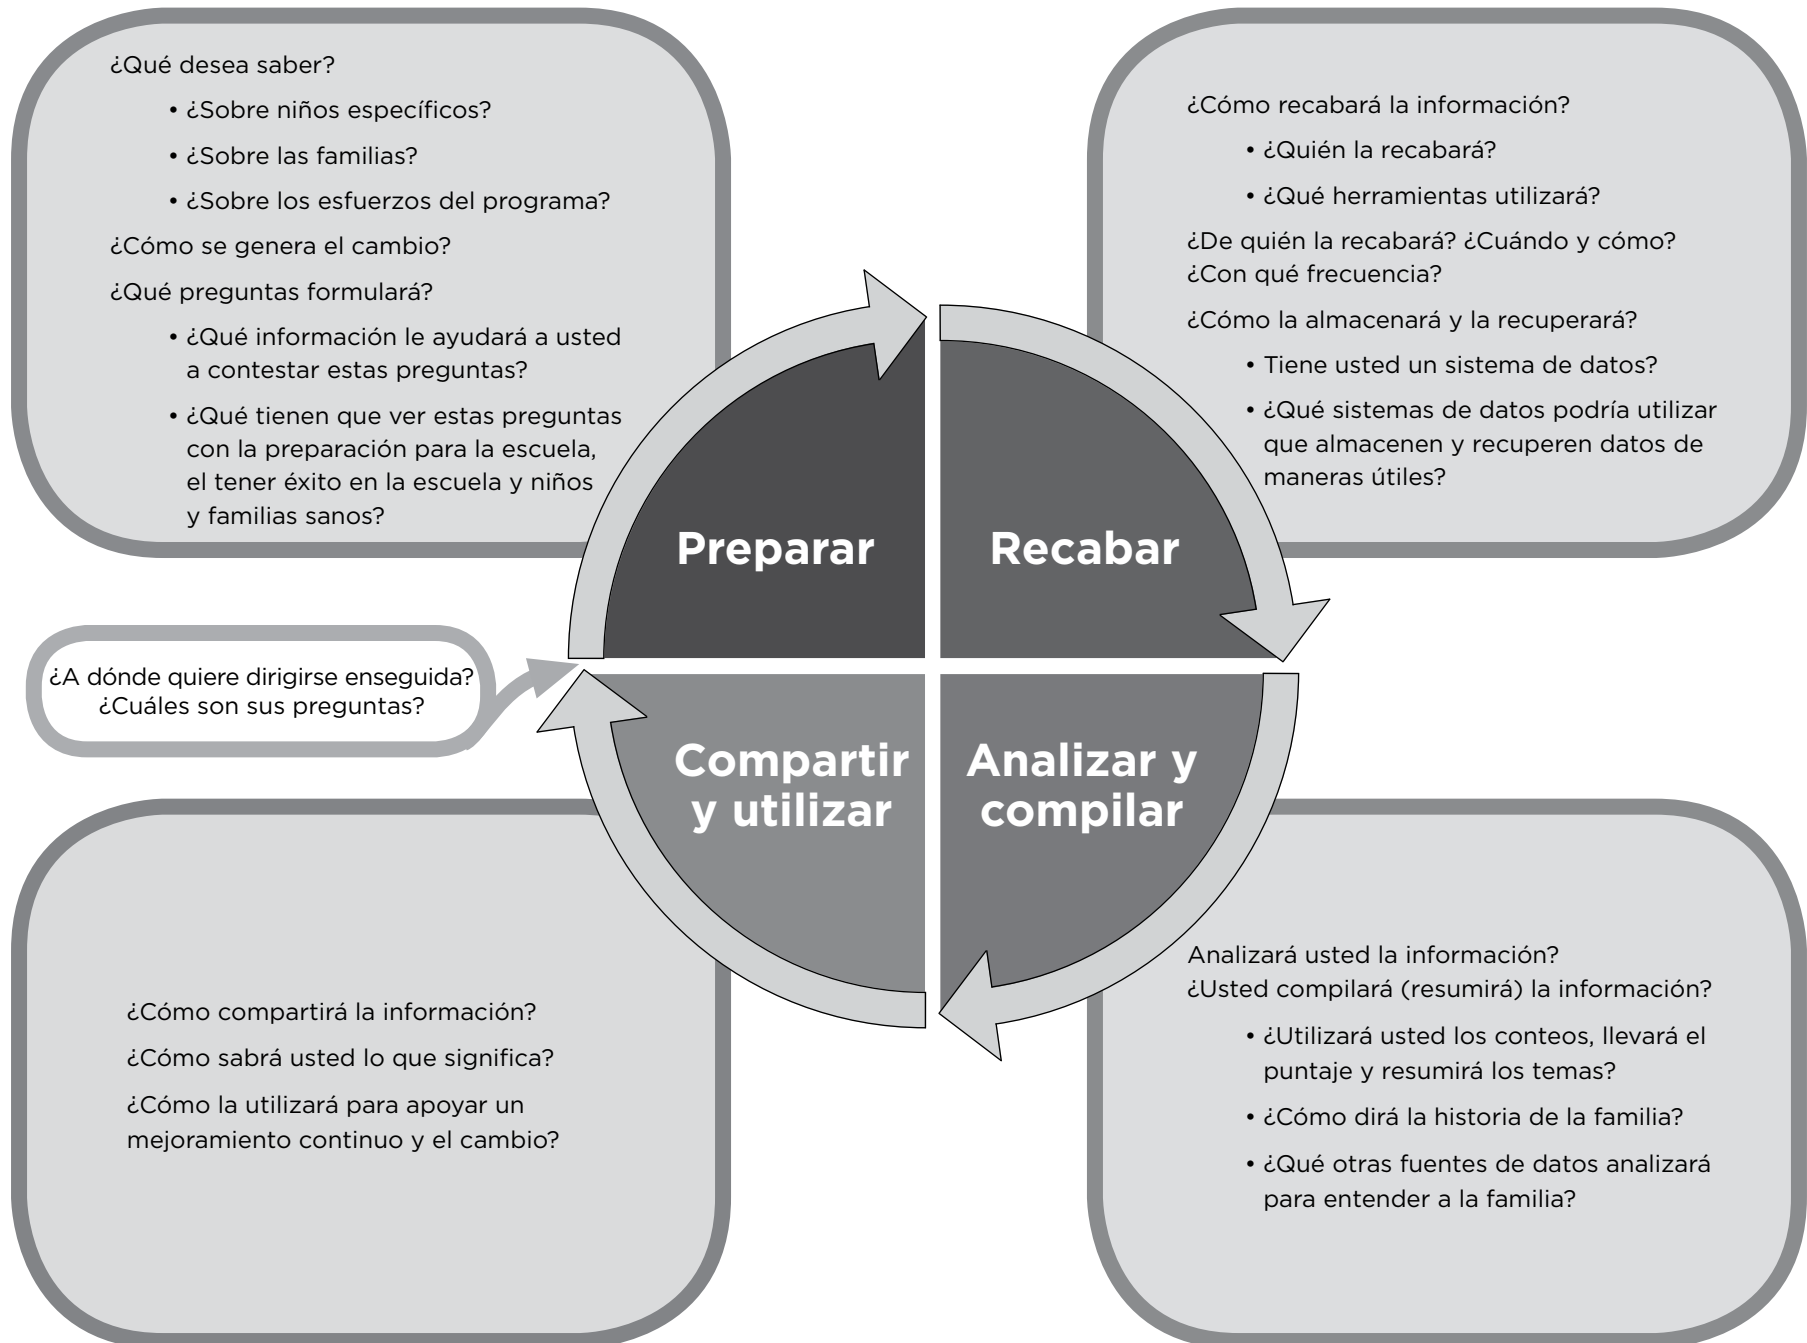 ¿Qué desea saber?
• ¿Sobre niños específicos?
• ¿Sobre las familias?
• ¿Sobre los esfuerzos del programa?
¿Cómo se genera el cambio?
¿Qué preguntas formulará?
• ¿Qué información le ayudará a usted
a contestar estas preguntas?
• ¿Qué tienen que ver estas preguntas
con la preparación para la escuela,
el tener éxito en la escuela y niños
y familias sanos?
¿Cómo recabará la información?
• ¿Quién la recabará?
• ¿Qué herramientas utilizará?
¿De quién la recabará? ¿Cuándo y cómo?
¿Con qué frecuencia?
¿Cómo la almacenará y la recuperará?
• Tiene usted un sistema de datos?
• ¿Qué sistemas de datos podría utilizar
que almacenen y recuperen datos de
maneras útiles?
Preparar
Recabar
¿A dónde quiere dirigirse enseguida?
¿Cuáles son sus preguntas?
Compartir
y utilizar
Analizar y
compilar
¿Cómo compartirá la información?
¿Cómo sabrá usted lo que significa?
¿Cómo la utilizará para apoyar un
mejoramiento continuo y el cambio?
Analizará usted la información?
¿Usted compilará (resumirá) la información?
• ¿Utilizará usted los conteos, llevará el
puntaje y resumirá los temas?
• ¿Cómo dirá la historia de la familia?
• ¿Qué otras fuentes de datos analizará
para entender a la familia?